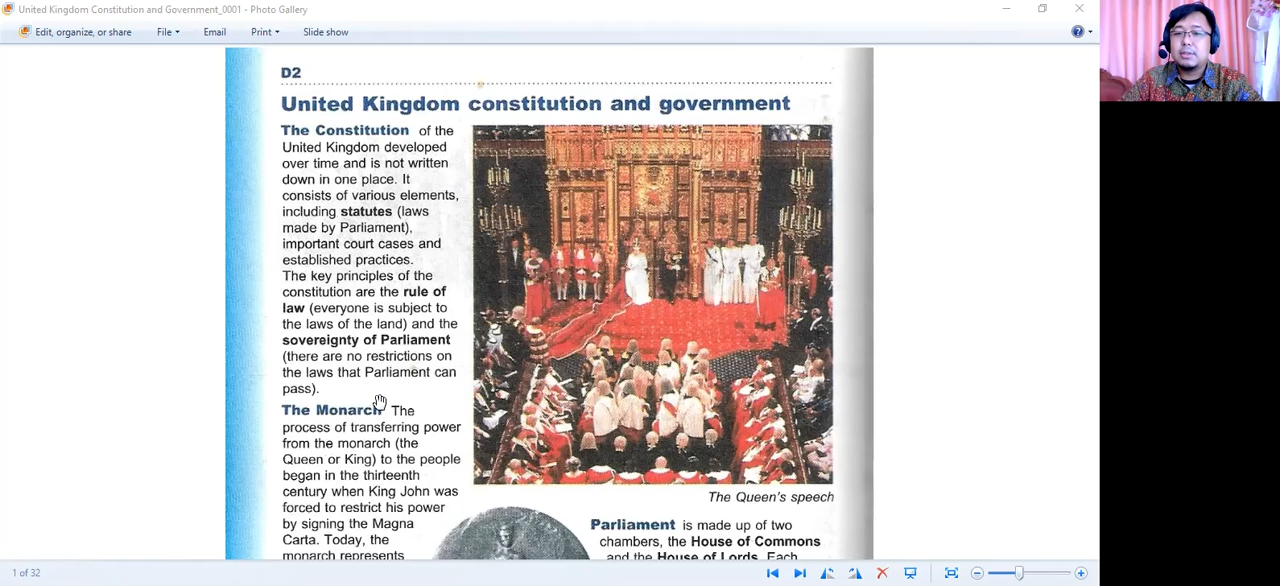 United Kingdom Constitution and Government_0001 - Photo Gallery
Edit, organize, or share File Email Print Slide show
D2
United Kingdom constitution and government
The Constitution of the
United Kingdom developed
over time and is not written
down in one place. It
consists of various elements,
including statutes (laws
made by Parliament),
important court cases and
established practices.
The key principles of the
constitution are the rule of
law (everyone is subject to
the laws of the land) and the
sovereignty of Parliament
(there are no restrictions on
the laws that Parliament can
pass).
The Monarch The
process of transferring power
from the monarch (the
Queen or King) to the people
began in the thirteenth
century when King John was
forced to restrict his power
by signing the Magna
Carta. Today, the
monarch represents
The Queen's speech
Parliament is made up of two
chambers, the House of Commons
and the House of Lords. Each
1 of 32